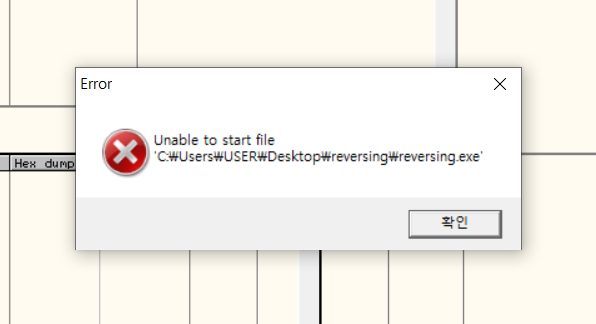 Error
Unable to start file
'C:₩Users₩USER₩Desktop₩reversing₩reversing.exe'
Hex dump
확인